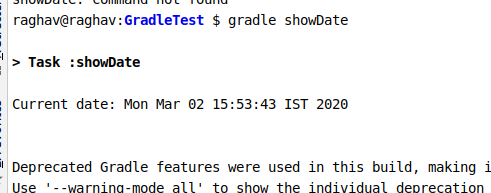 showDate: command not found
raghav@raghav:GradleTest $ gradle showDate
> Task :showDate
Current date: Mon Mar 02 15:53:43 IST 2020
Deprecated Gradle features were used in this build, making i
Use '--warning-mode all' to show the individual deprecation